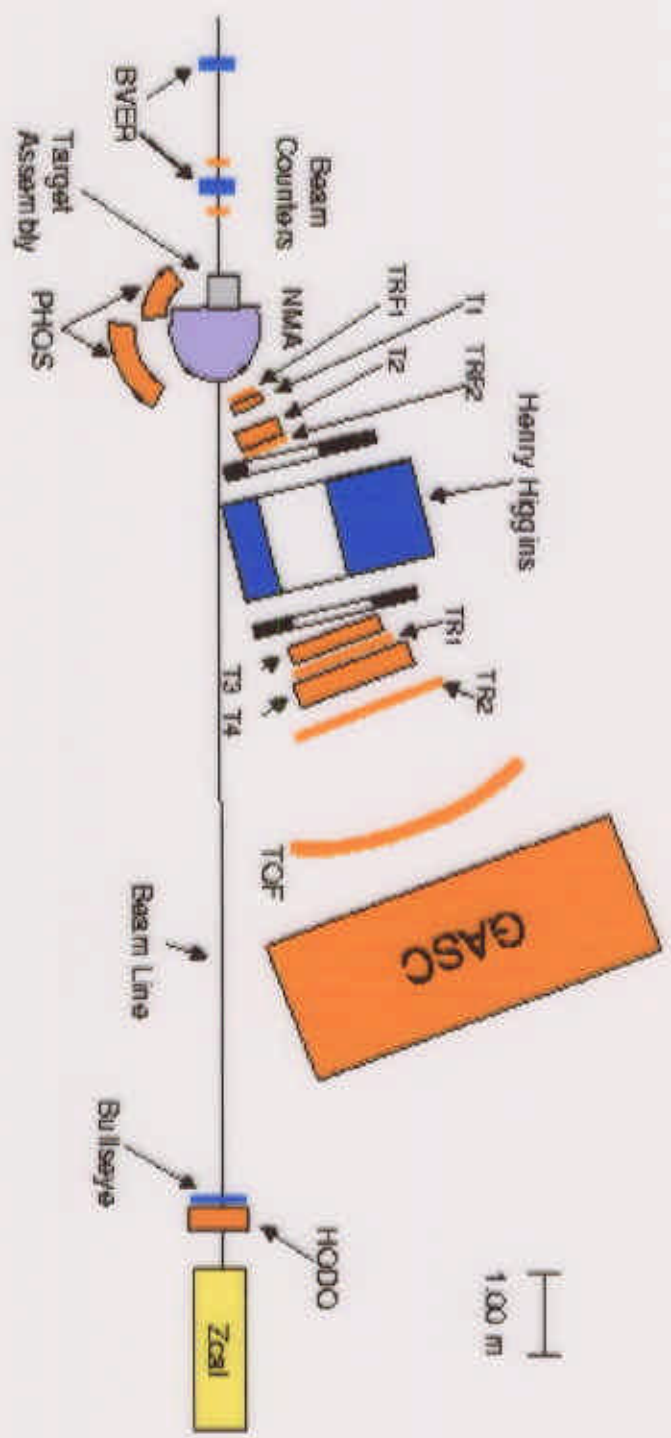 BVER
Target
Assembly
PHOS
Beam
Counters
NMA
TRF1
T1
T2
TRF2
Henry Higgins
TR1
TR2
T3 T4
TOF
GASC
Beam Line
Bullseye
HODO
Zcal
1.00 m